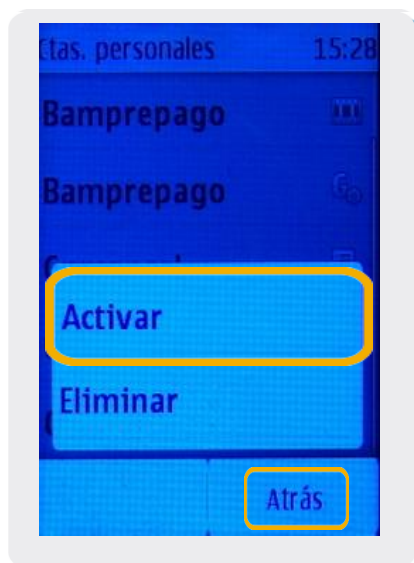 Ctas. personales 15:28
Bamprepago
Bamprepago
Activar
Eliminar
Atrás